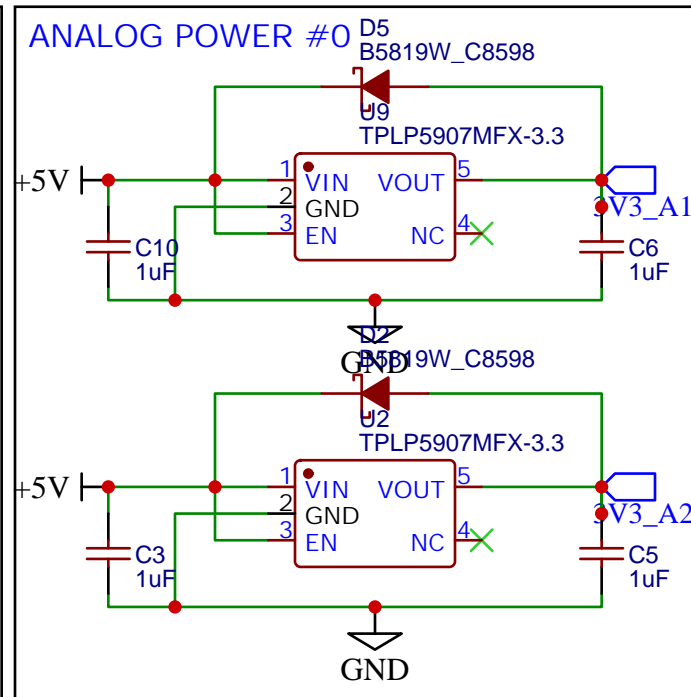 ANALOG POWER #0
D5
B5819W_C8598
U9
TPLP5907MFX-3.3
+5V
1
VIN
VOUT
5
2
GND
3
EN
NC
4
3V3_A1
C10
1uF
C6
1uF
GND
D2
B5819W_C8598
U2
TPLP5907MFX-3.3
+5V
1
VIN
VOUT
5
2
GND
3
EN
NC
4
3V3_A2
C3
1uF
C5
1uF
GND